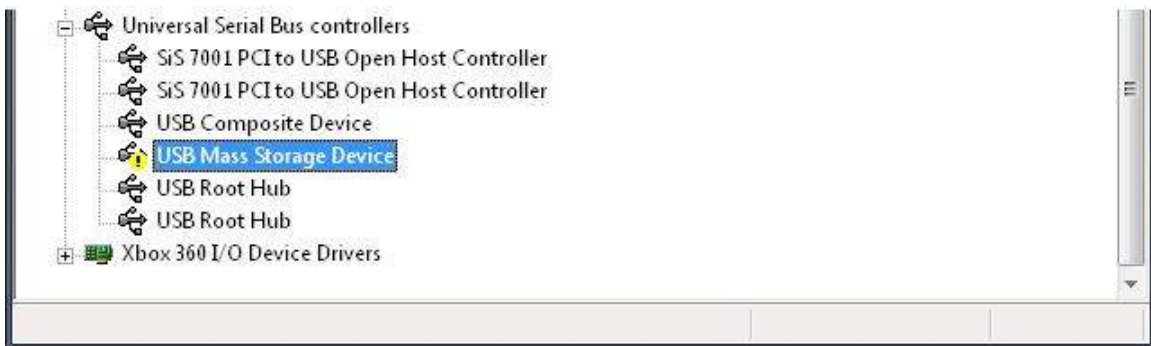 Universal Serial Bus controllers
SiS 7001 PCI to USB Open Host Controller
SiS 7001 PCI to USB Open Host Controller
USB Composite Device
USB Mass Storage Device
USB Root Hub
USB Root Hub
Xbox 360 I/O Device Drivers